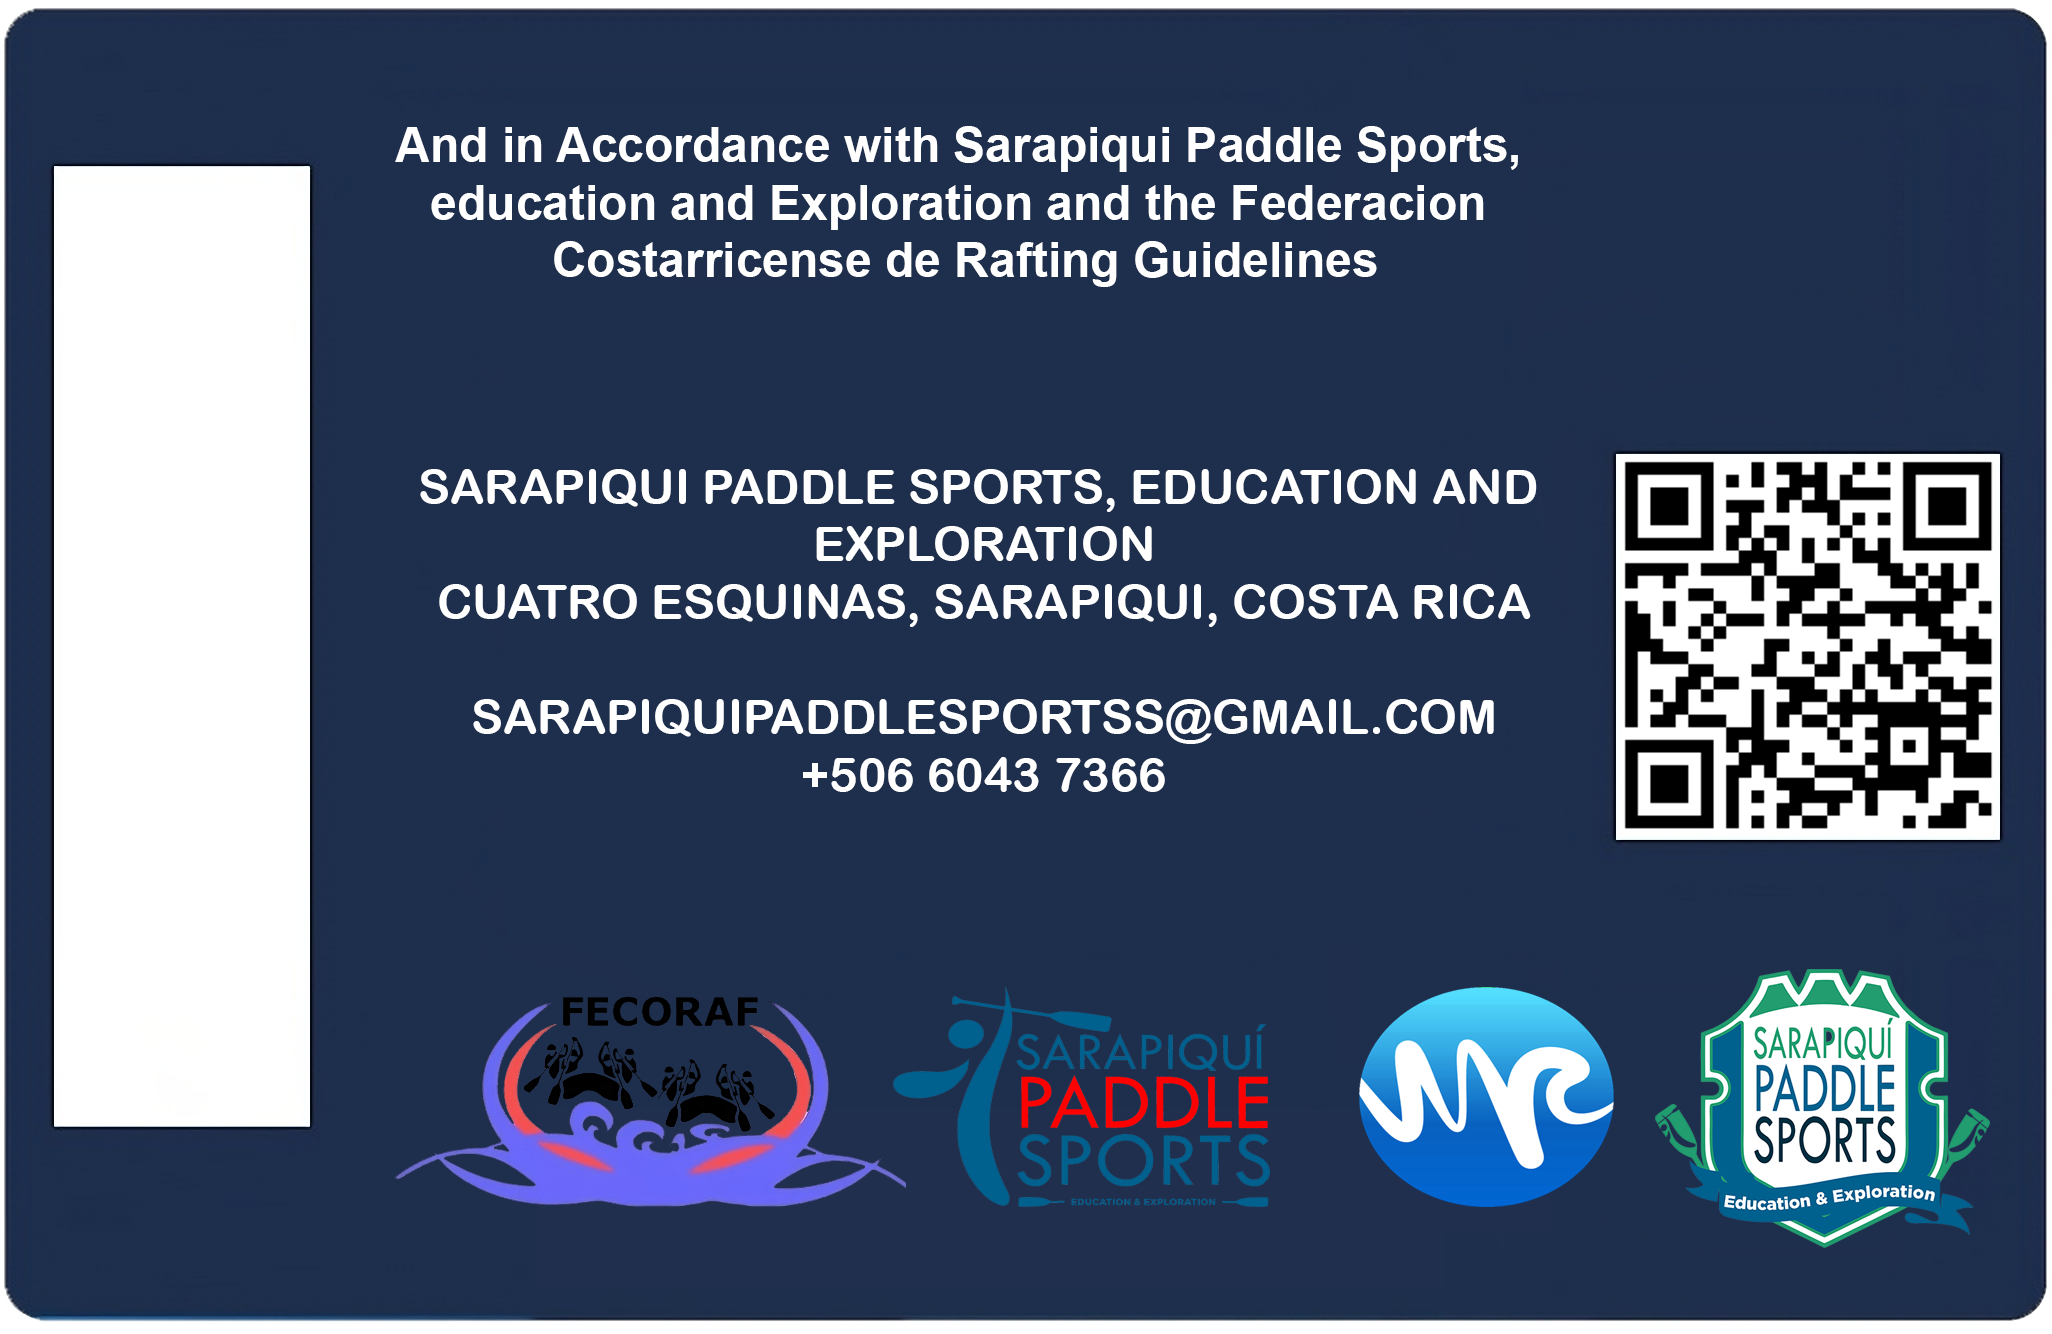 And in Accordance with Sarapiqui Paddle Sports,
education and Exploration and the Federacion
Costarricense de Rafting Guidelines
SARAPIQUI PADDLE SPORTS, EDUCATION AND
EXPLORATION
CUATRO ESQUINAS, SARAPIQUI, COSTA RICA
SARAPIQUIPADDLESPORTSS@GMAIL.COM
+506 6043 7366
FECORAF
SARAPIQUÍ
PADDLE
SPORTS
EDUCATION & EXPLORATION
SARAPIQUÍ
PADDLE
SPORTS
Education & Exploration